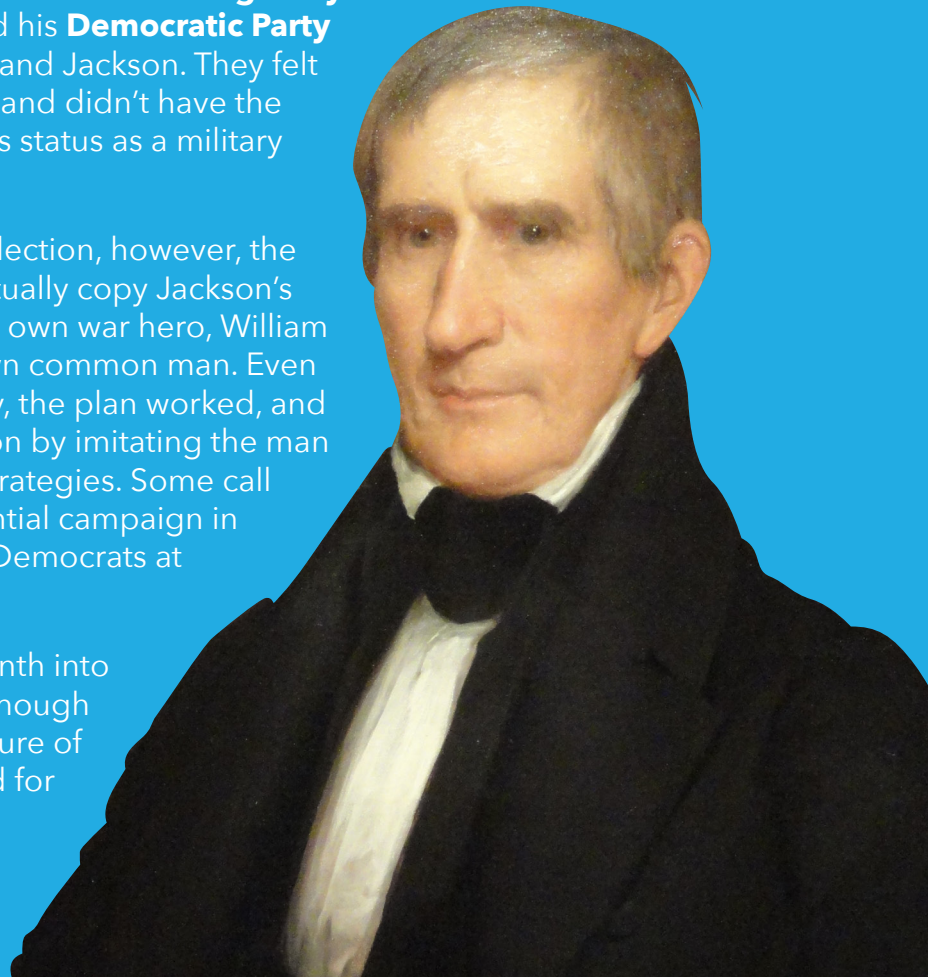 d his Democratic Party
and Jackson. They felt
and didn’t have the
s status as a military
lection, however, the
tually copy Jackson’s
own war hero, William
n common man. Even
, the plan worked, and
on by imitating the man
rategies. Some call
ntial campaign in
Democrats at
nth into
hough
ure of
d for